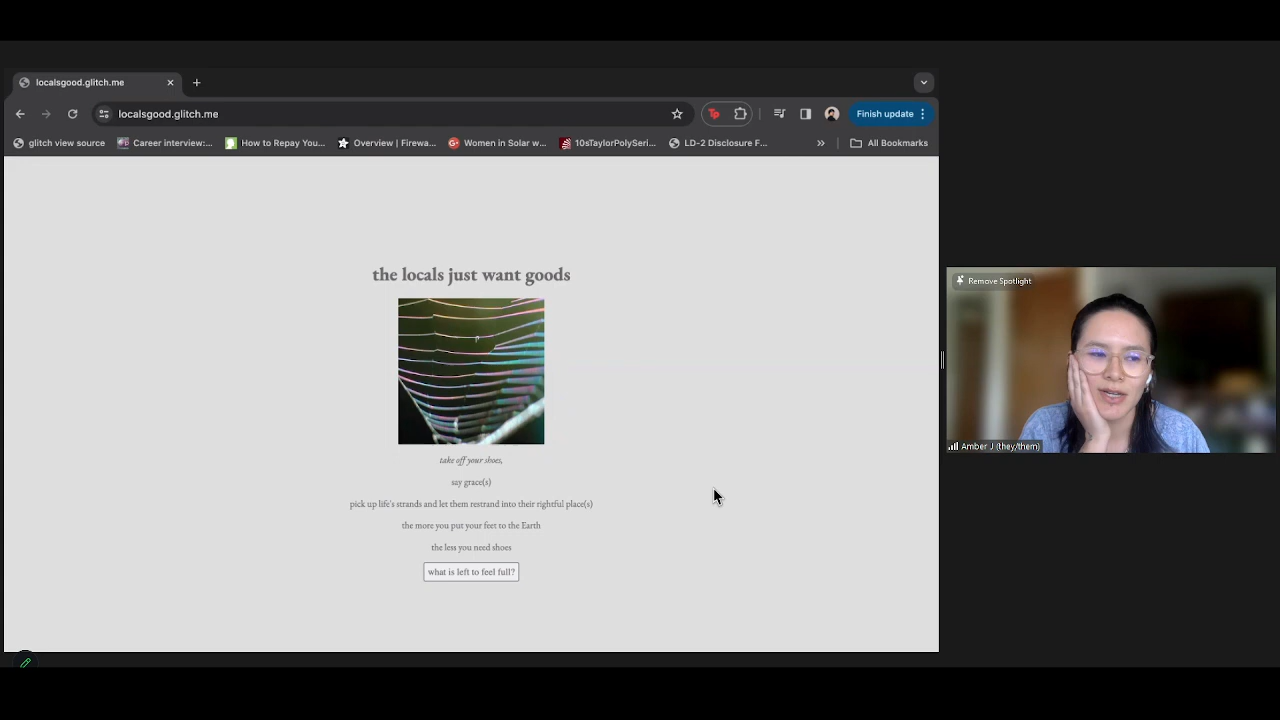 locals​good.glitch.me
localsgood.glitch.me
Finish update
glitch view source
Career interview:...
How to Repay You...
Overview | Firewa...
Women in Solar w...
10sTaylorPolySeri...
LD-2 Disclosure F...
All Bookmarks
the locals just want goods
take off your shoes,
say grace(s)
pick up life's strands and let them restrand into their rightful place(s)
the more you put your feet to the Earth
the less you need shoes
what is left to feel full?
Remove Spotlight
Amber J (they/them)